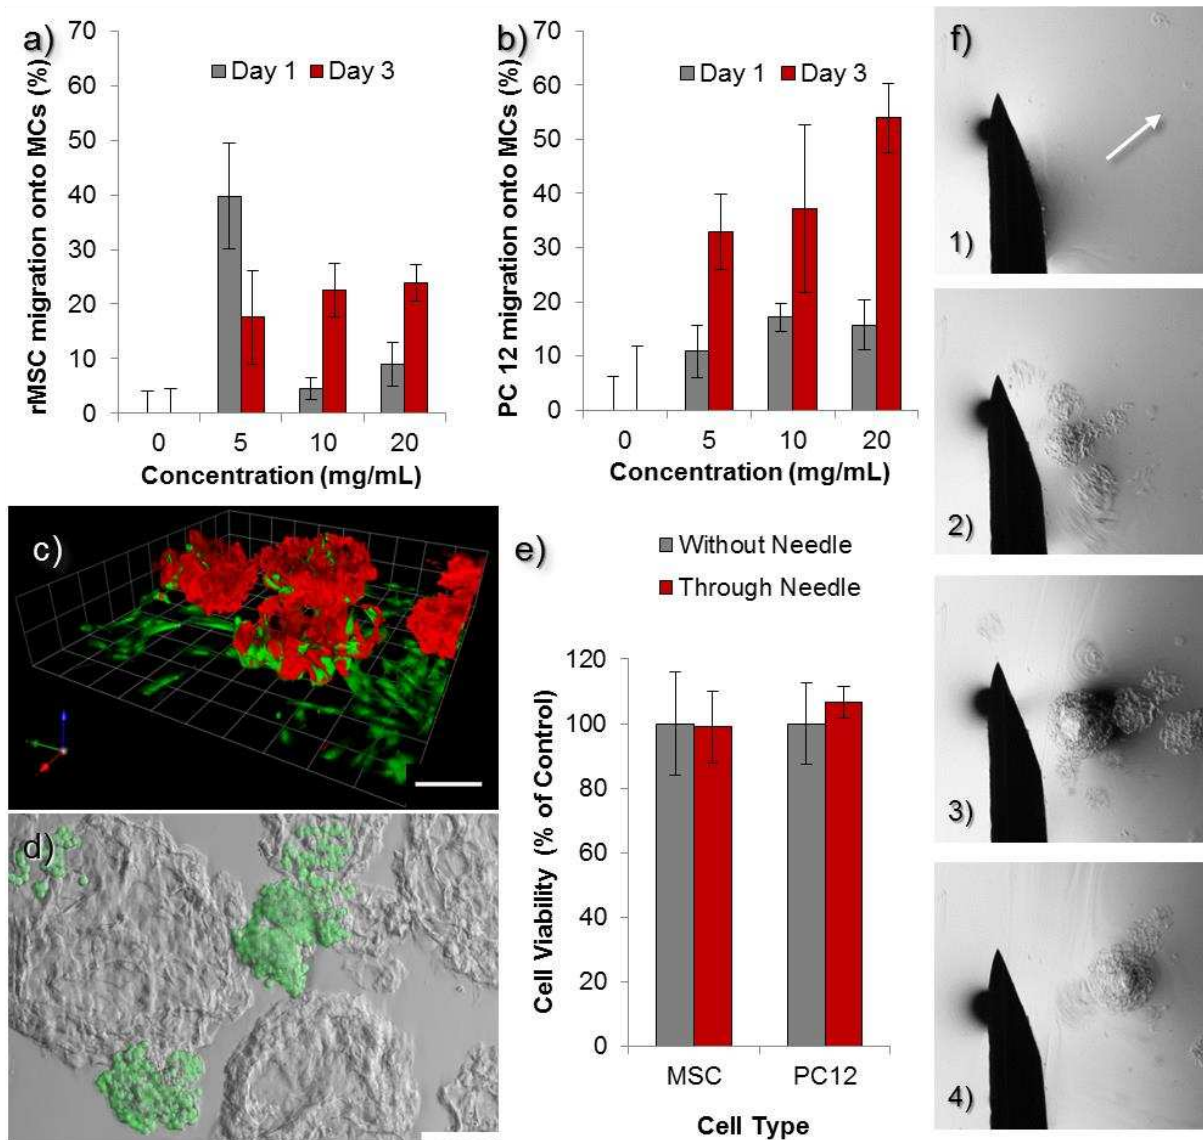 a)
rMSC migration onto MCs (%)
70
60
50
40
30
20
10
0
Day 1 Day 3
0 5 10 20
Concentration (mg/mL)
b)
PC 12 migration onto MCs (%)
70
60
50
40
30
20
10
0
Day 1 Day 3
0 5 10 20
Concentration (mg/mL)
c)
d)
e)
Without Needle
Through Needle
Cell Viability (% of Control)
120
100
80
60
40
20
0
MSC PC12
Cell Type
f)
1)
2)
3)
4)